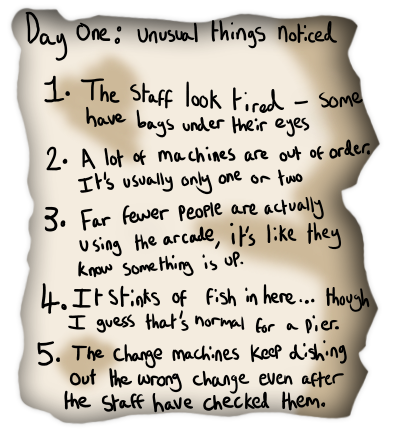 Day One: unusual things noticed
1. The Staff look tired – some
have bags under their eyes
2. A lot of machines are out of order.
It's usually only one or two
3. Far fewer people are actually
using the arcade, it's like they
know something is up.
4. It Stinks of fish in here... though
I guess that's normal for a pier.
5. The change machines keep dishing
out the wrong change even after
the staff have checked them.